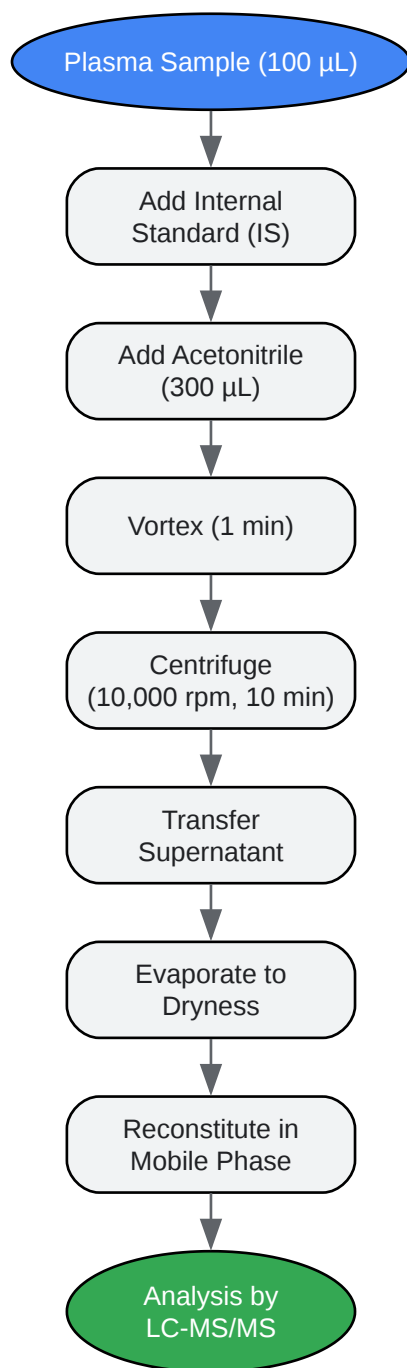 Plasma Sample (100 µL)
Add Internal
Standard (IS)
Add Acetonitrile
(300 µL)
Vortex (1 min)
Centrifuge
(10,000 rpm, 10 min)
Transfer
Supernatant
Evaporate to
Dryness
Reconstitute in
Mobile Phase
Analysis by
LC-MS/MS